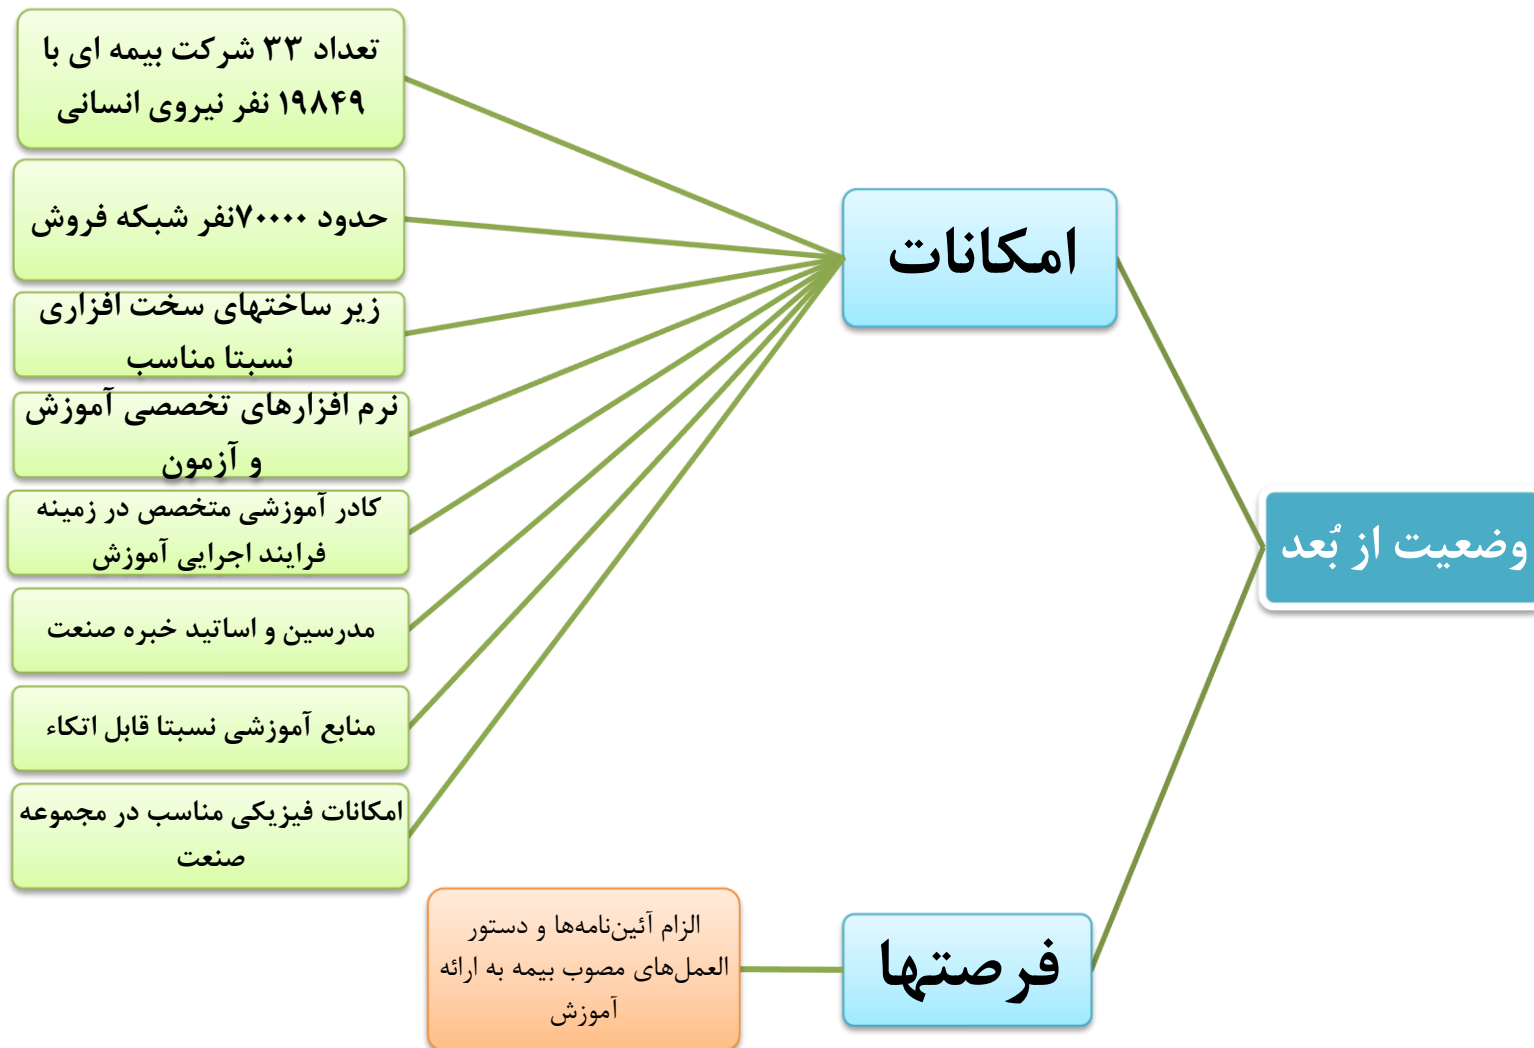 وضعیت از بُعد
امکانات
تعداد ۳۳ شرکت بیمه ای با
۱۹۸۴۹ نفر نیروی انسانی
حدود ۷۰۰۰۰نفر شبکه فروش
زیر ساختهای سخت افزاری
نسبتا مناسب
نرم افزارهای تخصصی آموزش
و آزمون
کادر آموزشی متخصص در زمینه
فرایند اجرایی آموزش
مدرسین و اساتید خبره صنعت
منابع آموزشی نسبتا قابل اتکاء
امکانات فیزیکی مناسب در مجموعه
صنعت
فرصتها
الزام آئین‌نامه‌ها و دستور
العمل‌های مصوب بیمه به ارائه
آموزش